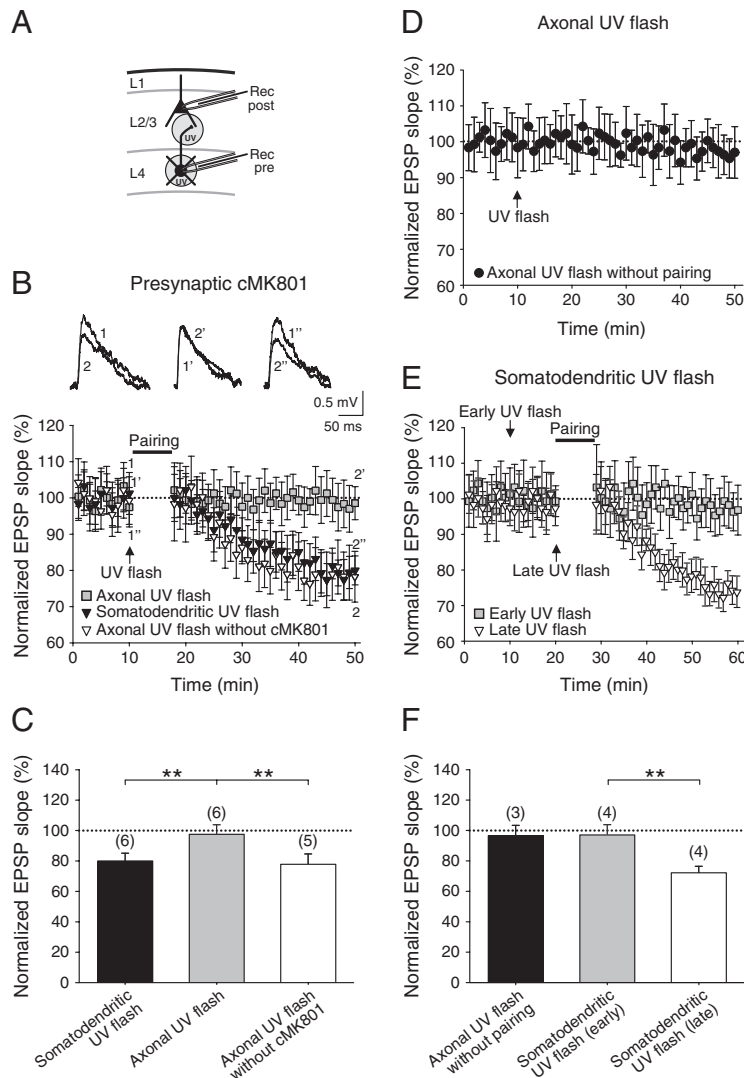 A
L1
L2/3
L4
UV
UV
Rec
post
Rec
pre
B
Presynaptic cMK801
1
2
2'
1'
1''
2''
0.5 mV
50 ms
Normalized EPSP slope (%)
120
110
100
90
80
70
60
Pairing
1
1'
1''
2'
2''
2
UV flash
Axonal UV flash
Somatodendritic UV flash
Axonal UV flash without cMK801
0 10 20 30 40 50
Time (min)
C
Normalized EPSP slope (%)
140
120
100
80
60
40
20
0
** **
(6) (6) (5)
Somatodendritic
UV flash
Axonal UV flash
Axonal UV flash
without cMK801
D
Axonal UV flash
Normalized EPSP slope (%)
120
110
100
90
80
70
60
UV flash
Axonal UV flash without pairing
0 10 20 30 40 50
Time (min)
E
Somatodendritic UV flash
Normalized EPSP slope (%)
120
110
100
90
80
70
60
Early UV flash
Pairing
Late UV flash
Early UV flash
Late UV flash
0 10 20 30 40 50 60
Time (min)
F
Normalized EPSP slope (%)
140
120
100
80
60
40
20
0
**
(3) (4) (4)
Axonal UV flash
without pairing
Somatodendritic
UV flash (early)
Somatodendritic
UV flash (late)